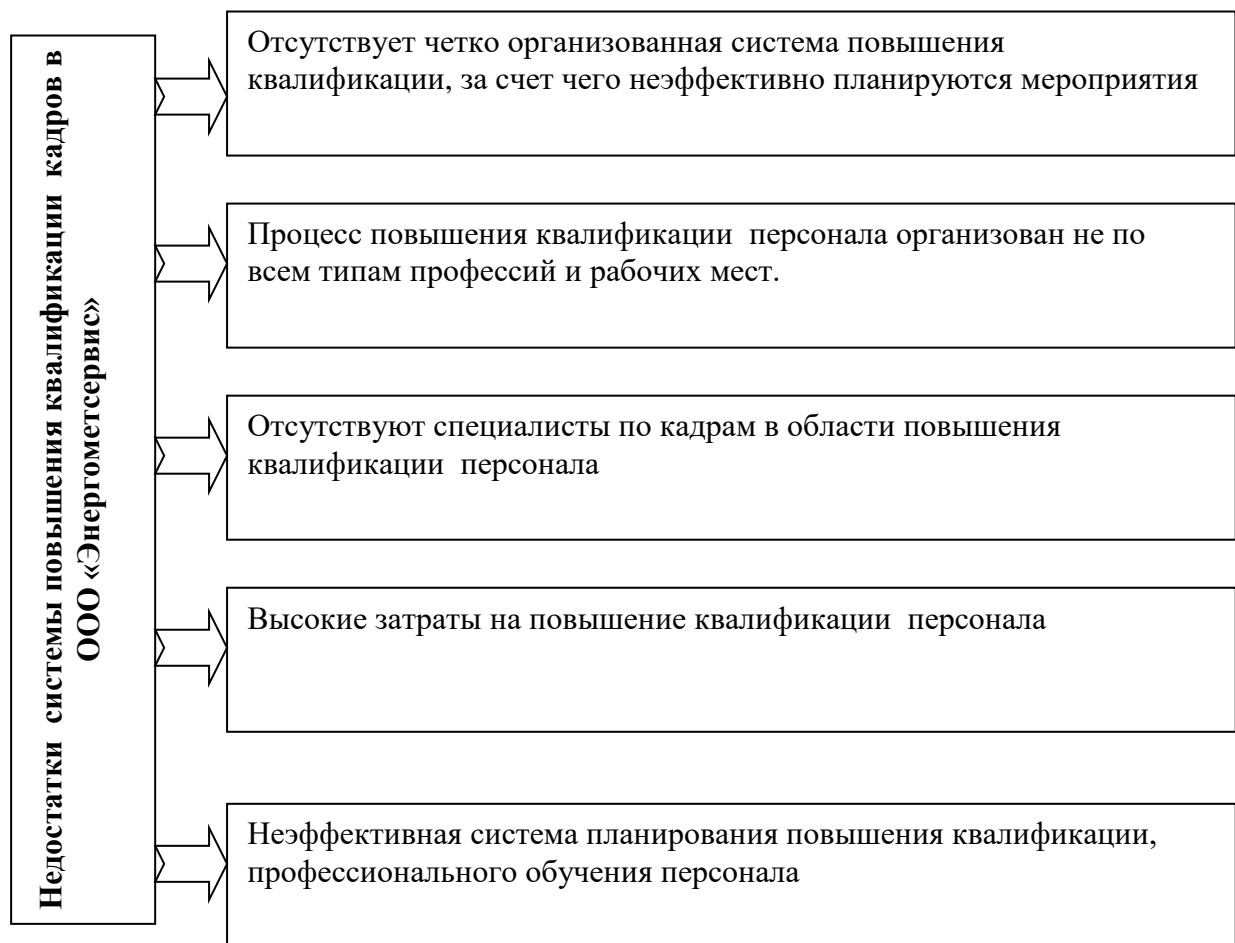 Недостатки системы повышения квалификации кадров в
ООО «Энергометсервис»
Отсутствует четко организованная система повышения
квалификации, за счет чего неэффективно планируются мероприятия
Процесс повышения квалификации персонала организован не по
всем типам профессий и рабочих мест.
Отсутствуют специалисты по кадрам в области повышения
квалификации персонала
Высокие затраты на повышение квалификации персонала
Неэффективная система планирования повышения квалификации,
профессионального обучения персонала